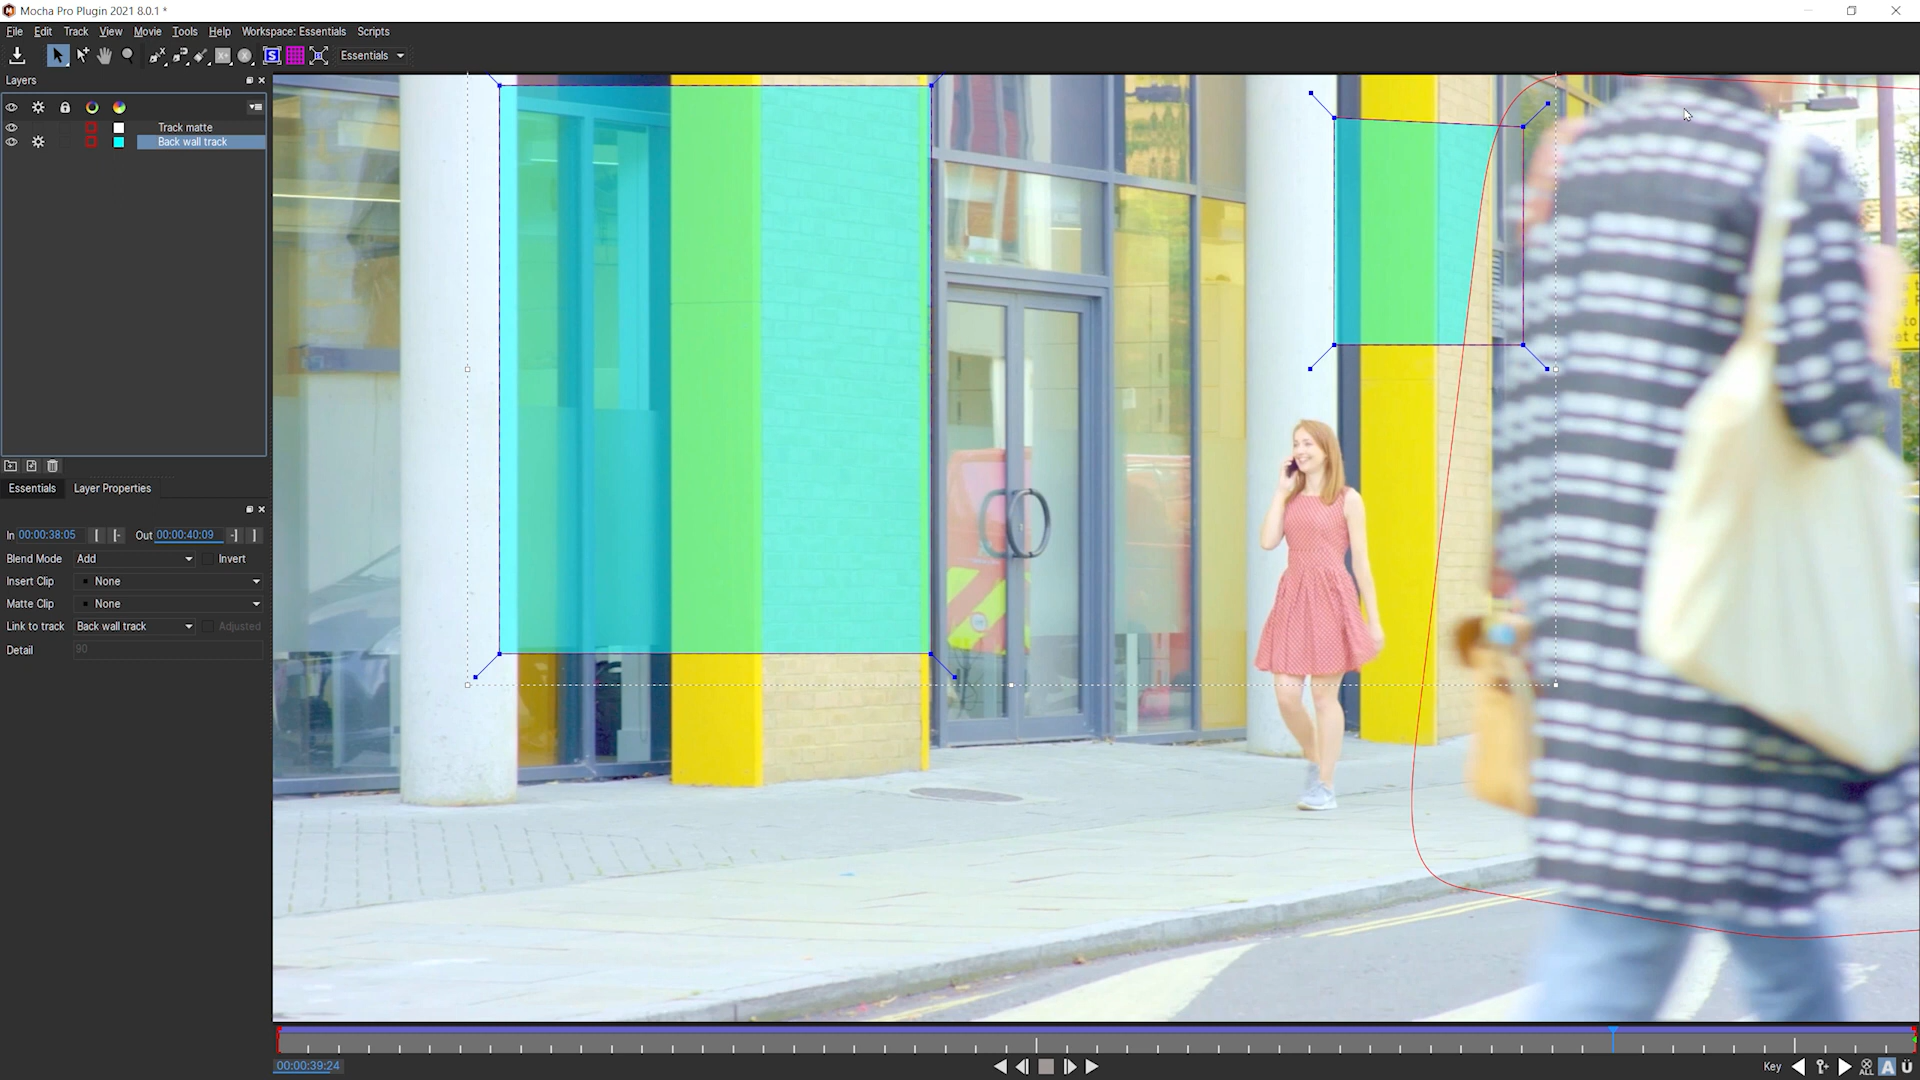 Mocha Pro Plugin 2021 8.0.1 *
File Edit Track View Movie Tools Help Workspace: Essentials Scripts
Essentials
Layers
Track matte
Back wall track
Essentials Layer Properties
In 00:00:38:05 Out 00:00:40:09
Blend Mode Add Invert
Insert Clip None
Matte Clip None
Link to track Back wall track Adjusted
Detail 90
00:00:39:24
Key
ALL
A
Ü